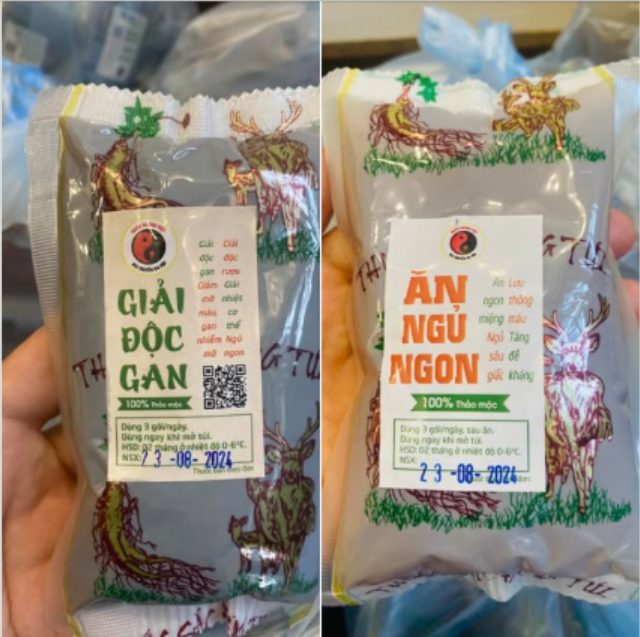 GIẢI
ĐỘC
GAN
Giải Giải
độc độc
gan rượu
Giảm Giải
mỡ nhiệt
máu, cơ
gan thể
nhiễm Ngủ
mỡ ngon
100% Thảo mộc
Dùng 3 gói/ngày.
Dùng ngay khi mở túi.
HSD: 02 tháng ở nhiệt độ 0-6°C.
NSX: 23-08-2024
Thuốc bán theo đơn
ĂN
NGỦ
NGON
Ăn Lưu
ngon thông
miệng máu
Ngủ Tăng
sâu đề
giấc kháng
100% Thảo mộc
Dùng 3 gói/ngày, sau ăn.
Dùng ngay khi mở túi.
HSD: 02 tháng ở nhiệt độ 0-6°C.
NSX:
23-08-2024